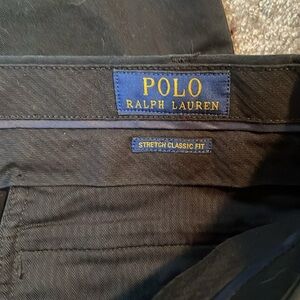 POLO
RALPH LAUREN
STRETCH CLASSIC FIT